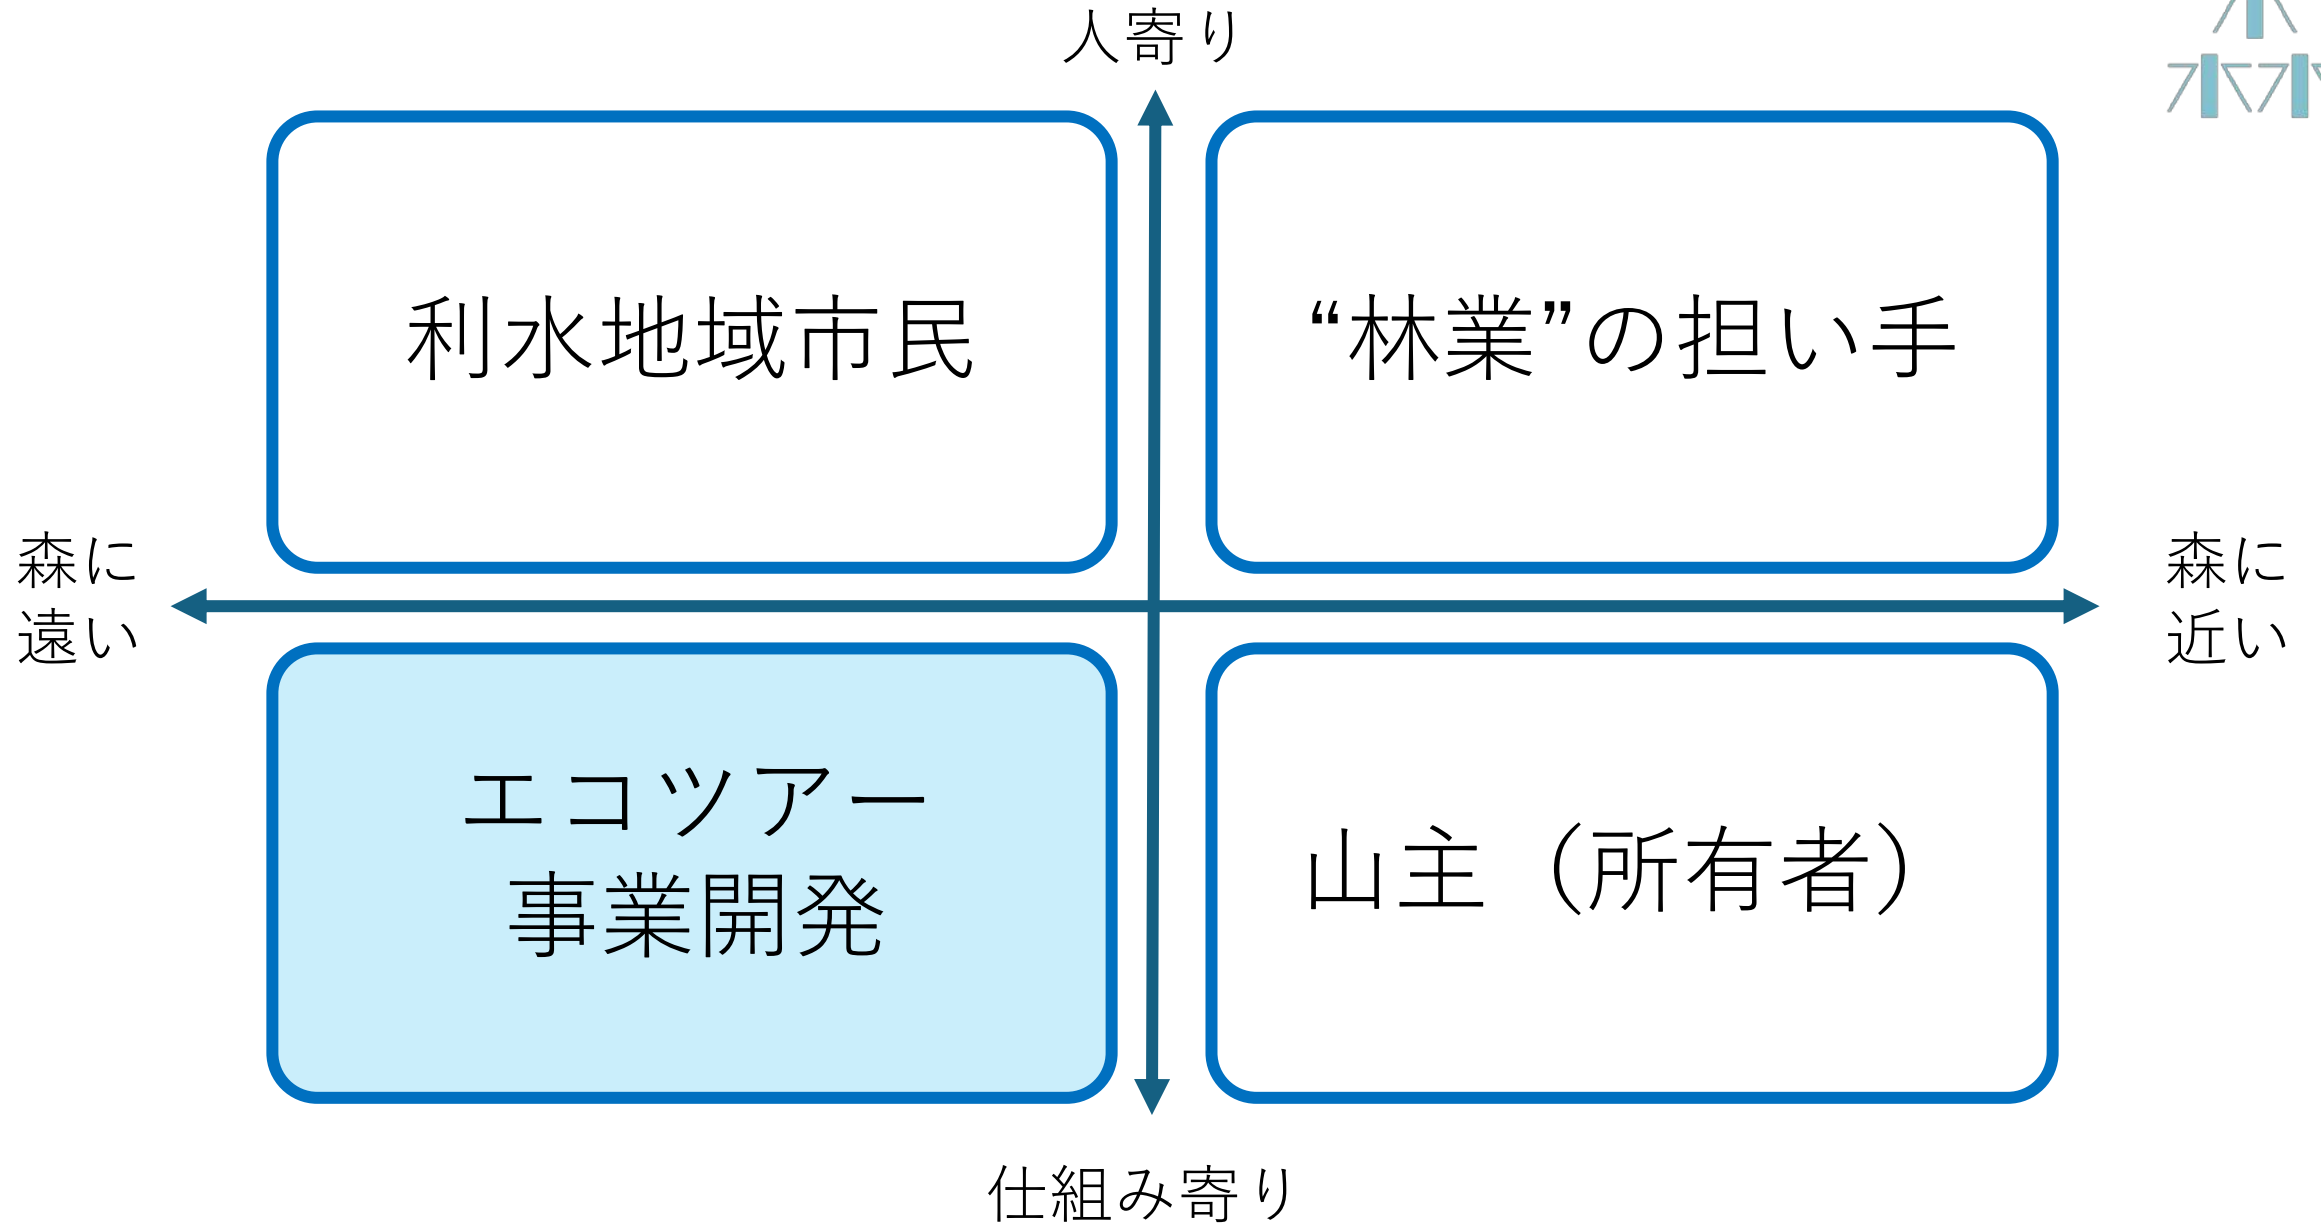 人寄り
利水地域市民
“林業”の担い手
森に
遠い
森に
近い
エコツアー
事業開発
山主（所有者）
仕組み寄り